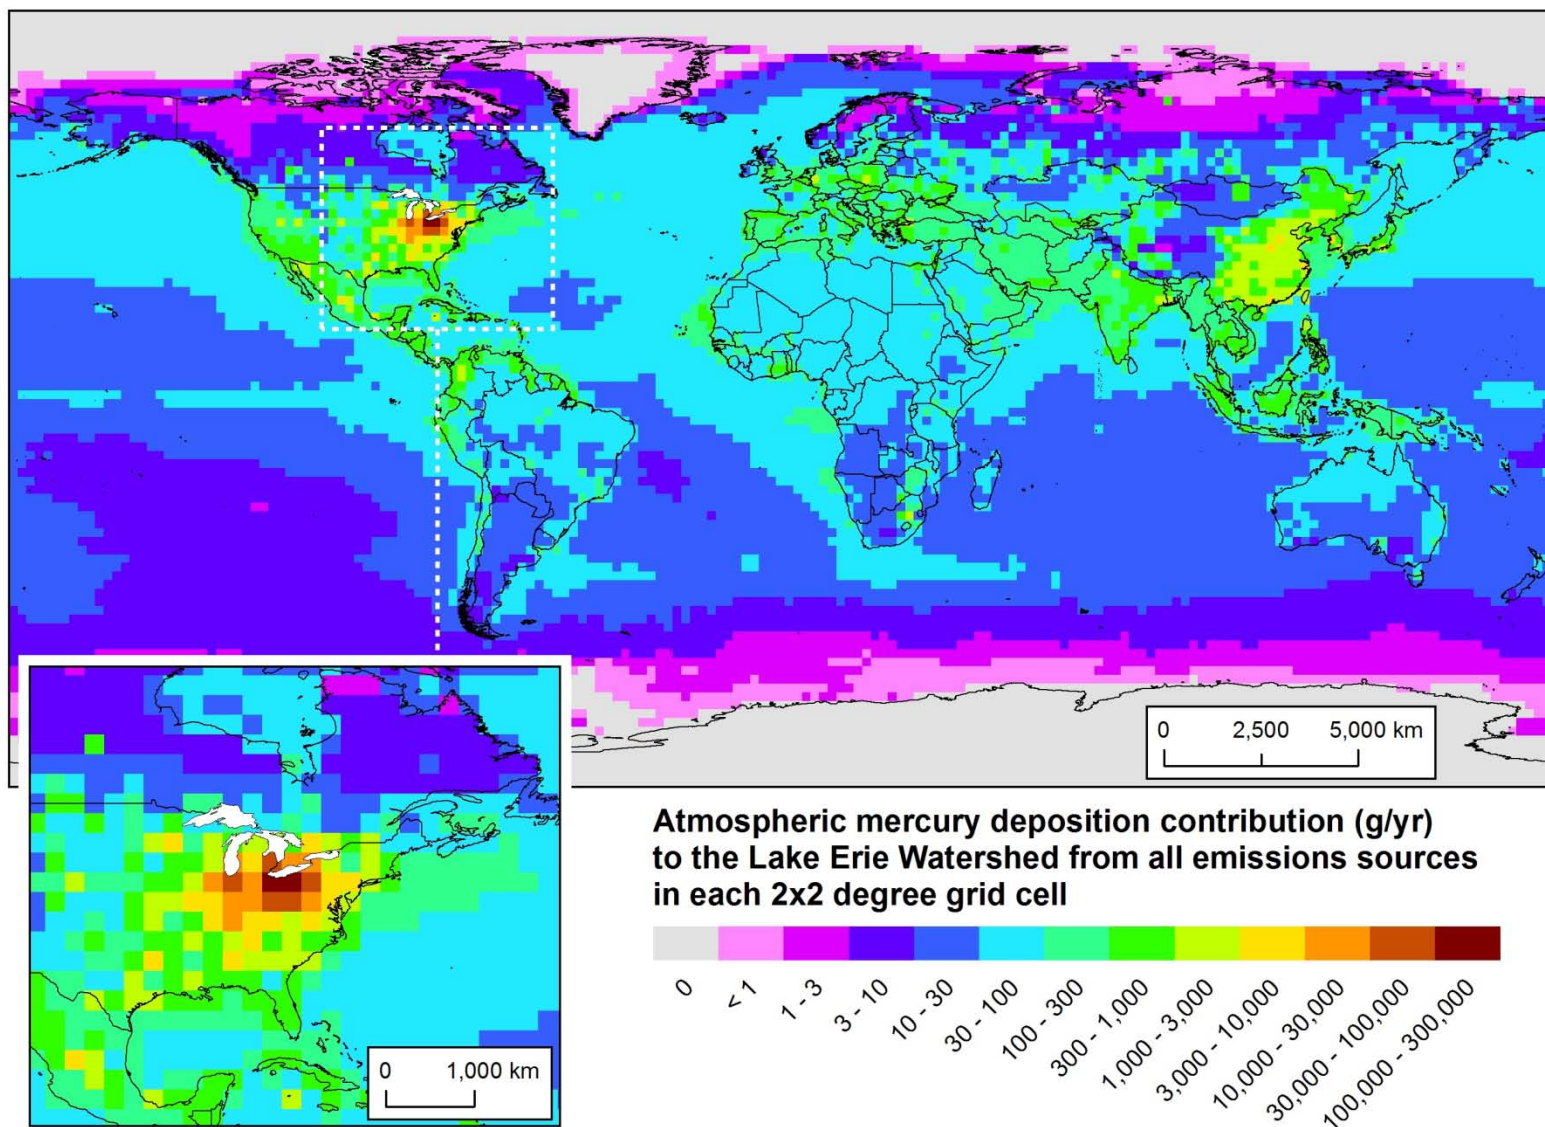 0 2,500 5,000 km
Atmospheric mercury deposition contribution (g/yr)
to the Lake Erie Watershed from all emissions sources
in each 2x2 degree grid cell
0
< 1
1 - 3
3 - 10
10 - 30
30 - 100
100 - 300
300 - 1,000
1,000 - 3,000
3,000 - 10,000
10,000 - 30,000
30,000 - 100,000
100,000 - 300,000
0 1,000 km